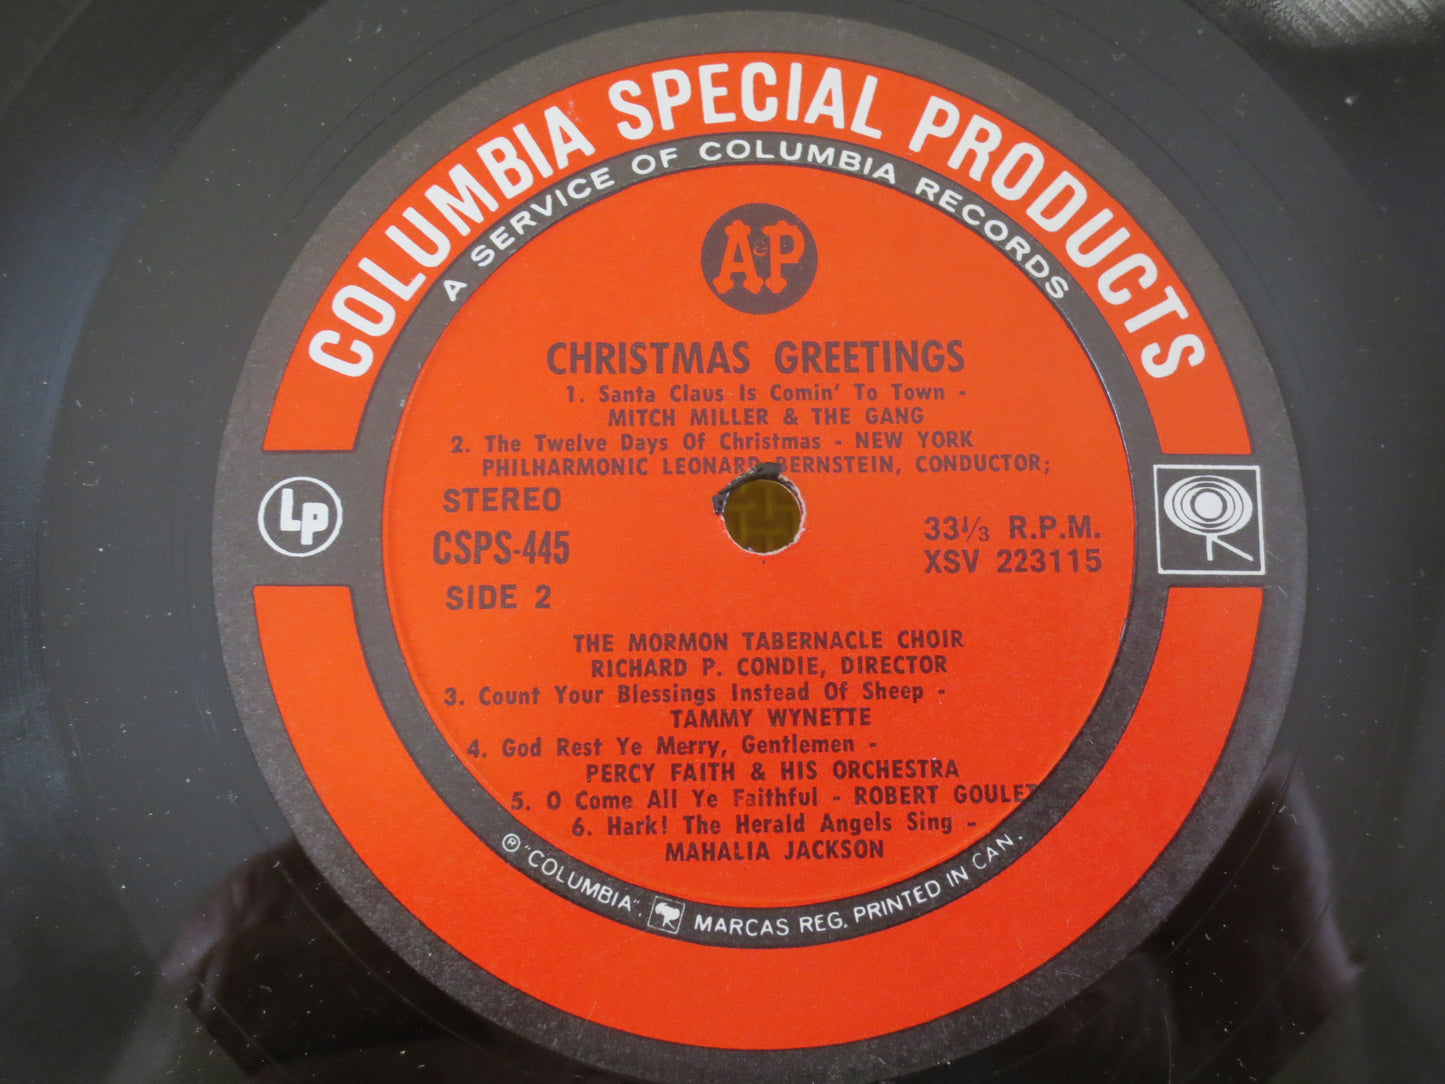 COLUMBIA SPECIAL PRODUCTS
A SERVICE OF COLUMBIA RECORDS
A&P
CHRISTMAS GREETINGS
1. Santa Claus Is Comin' To Town -
MITCH MILLER & THE GANG
2. The Twelve Days Of Christmas - NEW YORK
PHILHARMONIC LEONARD BERNSTEIN, CONDUCTOR;
LP
STEREO
CSPS-445
SIDE 2
33⅓ R.P.M.
XSV 223115
THE MORMON TABERNACLE CHOIR
RICHARD P. CONDIE, DIRECTOR
3. Count Your Blessings Instead Of Sheep -
TAMMY WYNETTE
4. God Rest Ye Merry, Gentlemen -
PERCY FAITH & HIS ORCHESTRA
5. O Come All Ye Faithful - ROBERT GOULET
6. Hark! The Herald Angels Sing -
MAHALIA JACKSON
® "COLUMBIA". MARCAS REG. PRINTED IN CAN.